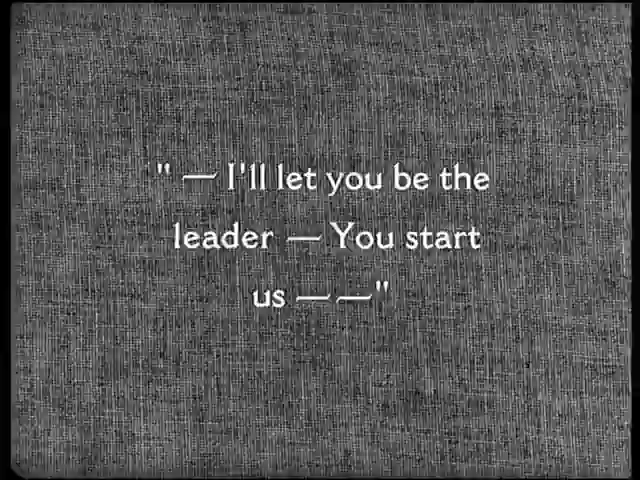 " — I'll let you be the
leader — You start
us — —"